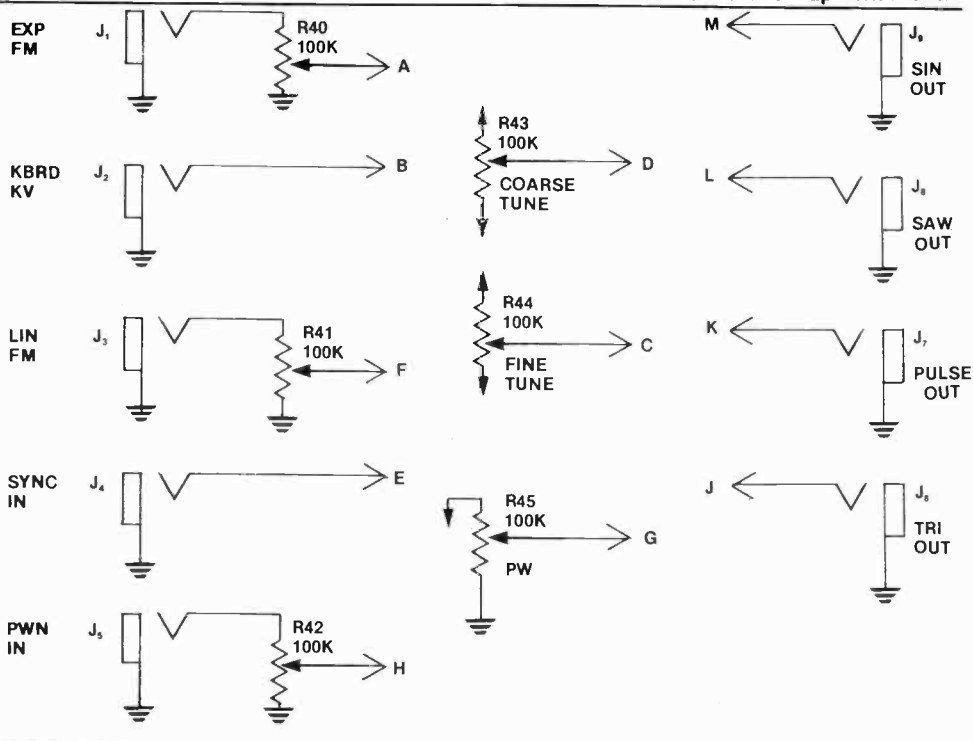 EXP
FM
J₁
R40
100K
A
KBRD
KV
J₂
B
LIN
FM
J₃
R41
100K
F
SYNC
IN
J₄
E
PWN
IN
J₅
R42
100K
H
R43
100K
D
COARSE
TUNE
R44
100K
C
FINE
TUNE
R45
100K
G
PW
M
J₉
SIN
OUT
L
J₈
SAW
OUT
K
J₇
PULSE
OUT
J
J₆
TRI
OUT